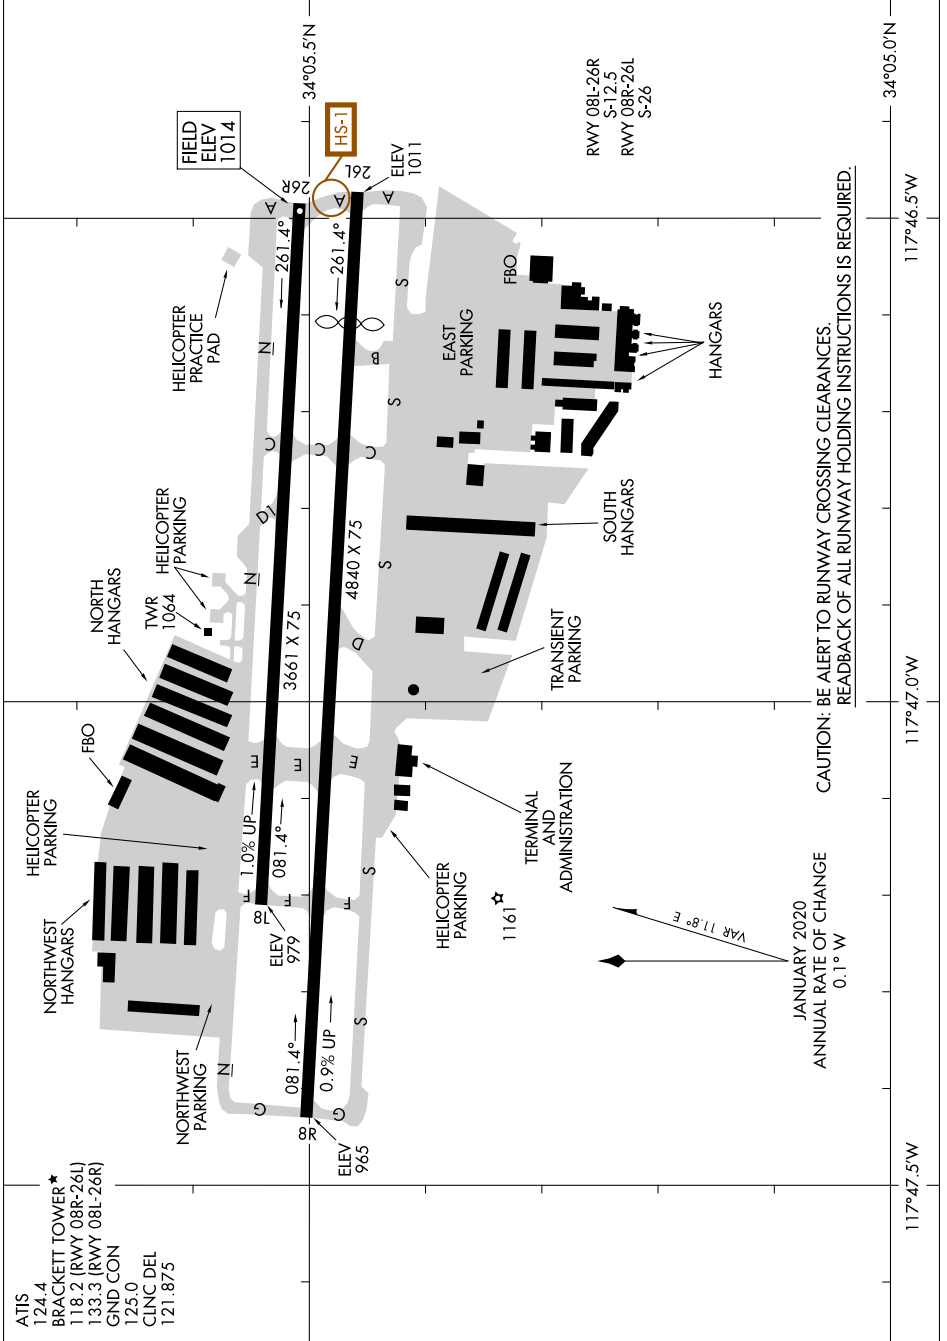 ATIS
124.4
BRACKETT TOWER★
118.2 (RWY 08R-26L)
133.3 (RWY 08L-26R)
GND CON
125.0
CLNC DEL
121.875
NORTHWEST
PARKING
NORTHWEST
HANGARS
HELICOPTER
PARKING
FBO
NORTH
HANGARS
TWR
1064
HELICOPTER
PARKING
HELICOPTER
PRACTICE
PAD
FIELD
ELEV
1014
HS-1
34°05.5'N
26R
26L
ELEV
1011
A
A
A
261.4°
261.4°
N
N
N
B
C
C
C
D1
D
E
E
E
F
F
F
G
G
S
S
S
S
S
3661 X 75
4840 X 75
1.0% UP
081.4°
8L
ELEV
979
081.4°
0.9% UP
8R
ELEV
965
EAST
PARKING
FBO
HANGARS
SOUTH
HANGARS
TRANSIENT
PARKING
TERMINAL
AND
ADMINISTRATION
HELICOPTER
PARKING
1161
VAR 11.8° E
JANUARY 2020
ANNUAL RATE OF CHANGE
0.1° W
RWY 08L-26R
S-12.5
RWY 08R-26L
S-26
CAUTION: BE ALERT TO RUNWAY CROSSING CLEARANCES.
READBACK OF ALL RUNWAY HOLDING INSTRUCTIONS IS REQUIRED.
34°05.0'N
117°47.5'W
117°47.0'W
117°46.5'W